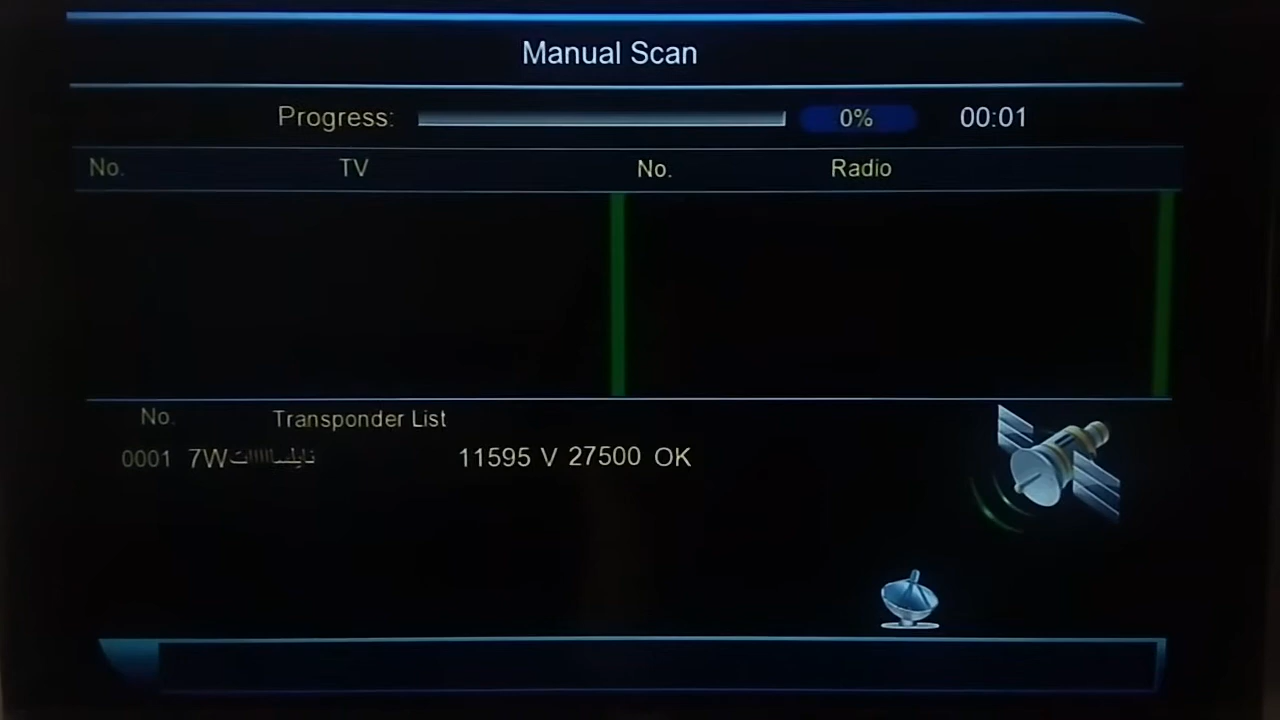 Manual Scan
Progress: 0% 00:01
No. TV No. Radio
No. Transponder List
0001 7W 11595 V 27500 OK